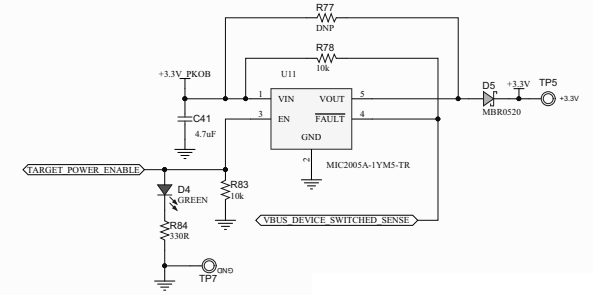 R77
DNP
R78
10k
+3.3V_PKOB
U11
D5
+3.3V
TP5
+3.3V
MBR0520
1
VIN
VOUT
5
C41
4.7uF
3
EN
FAULT
4
GND
2
MIC2005A-1YM5-TR
TARGET_POWER_ENABLE
D4
GREEN
R83
10k
R84
330R
VBUS_DEVICE_SWITCHED_SENSE
GND
TP7